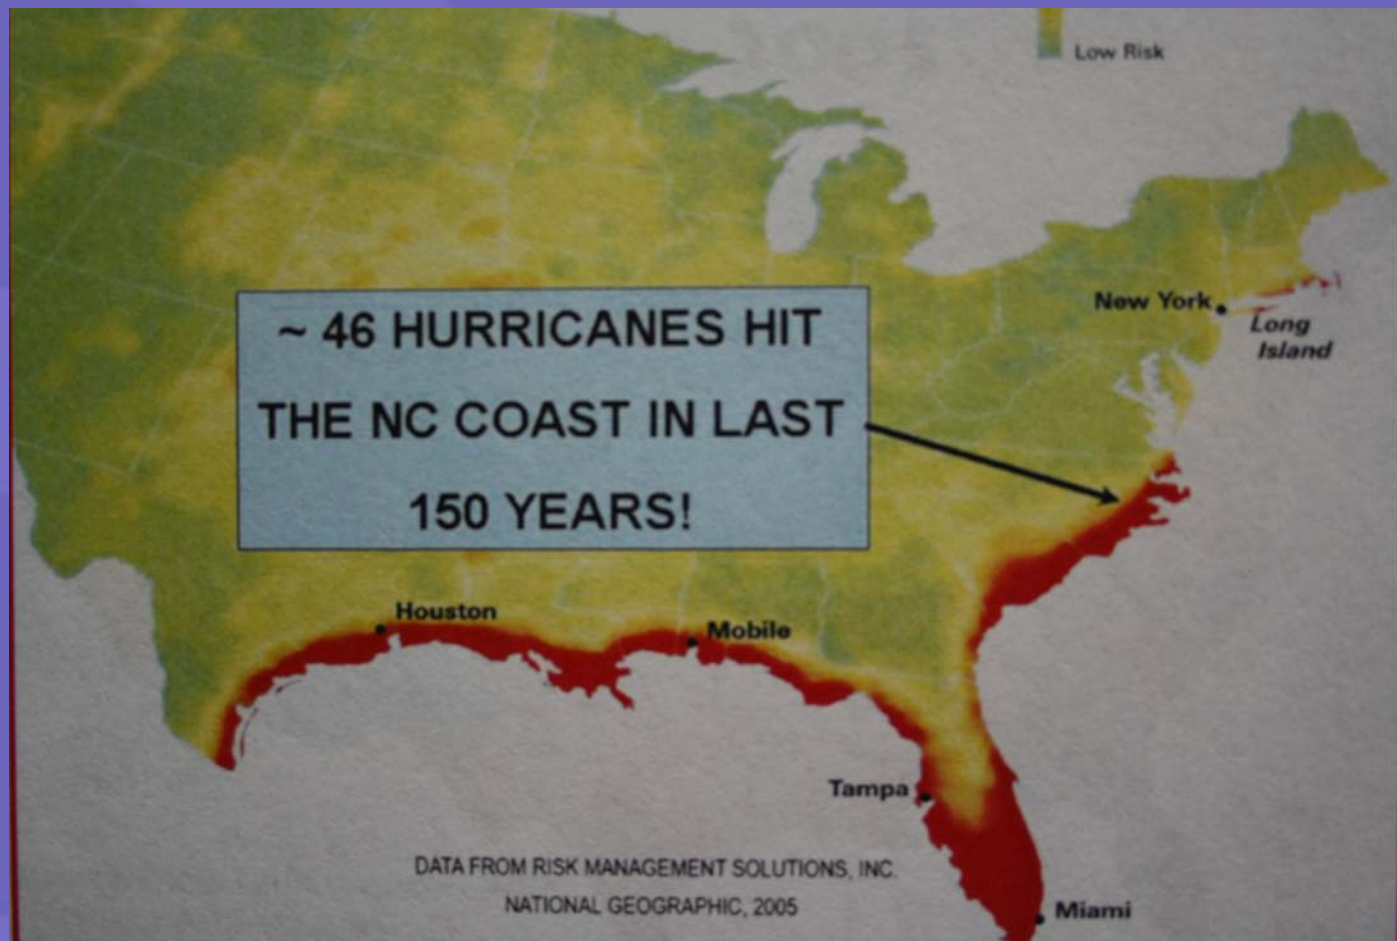 Low Risk
New York
Long
Island
~ 46 HURRICANES HIT
THE NC COAST IN LAST
150 YEARS!
Houston
Mobile
Tampa
Miami
DATA FROM RISK MANAGEMENT SOLUTIONS, INC.
NATIONAL GEOGRAPHIC, 2005